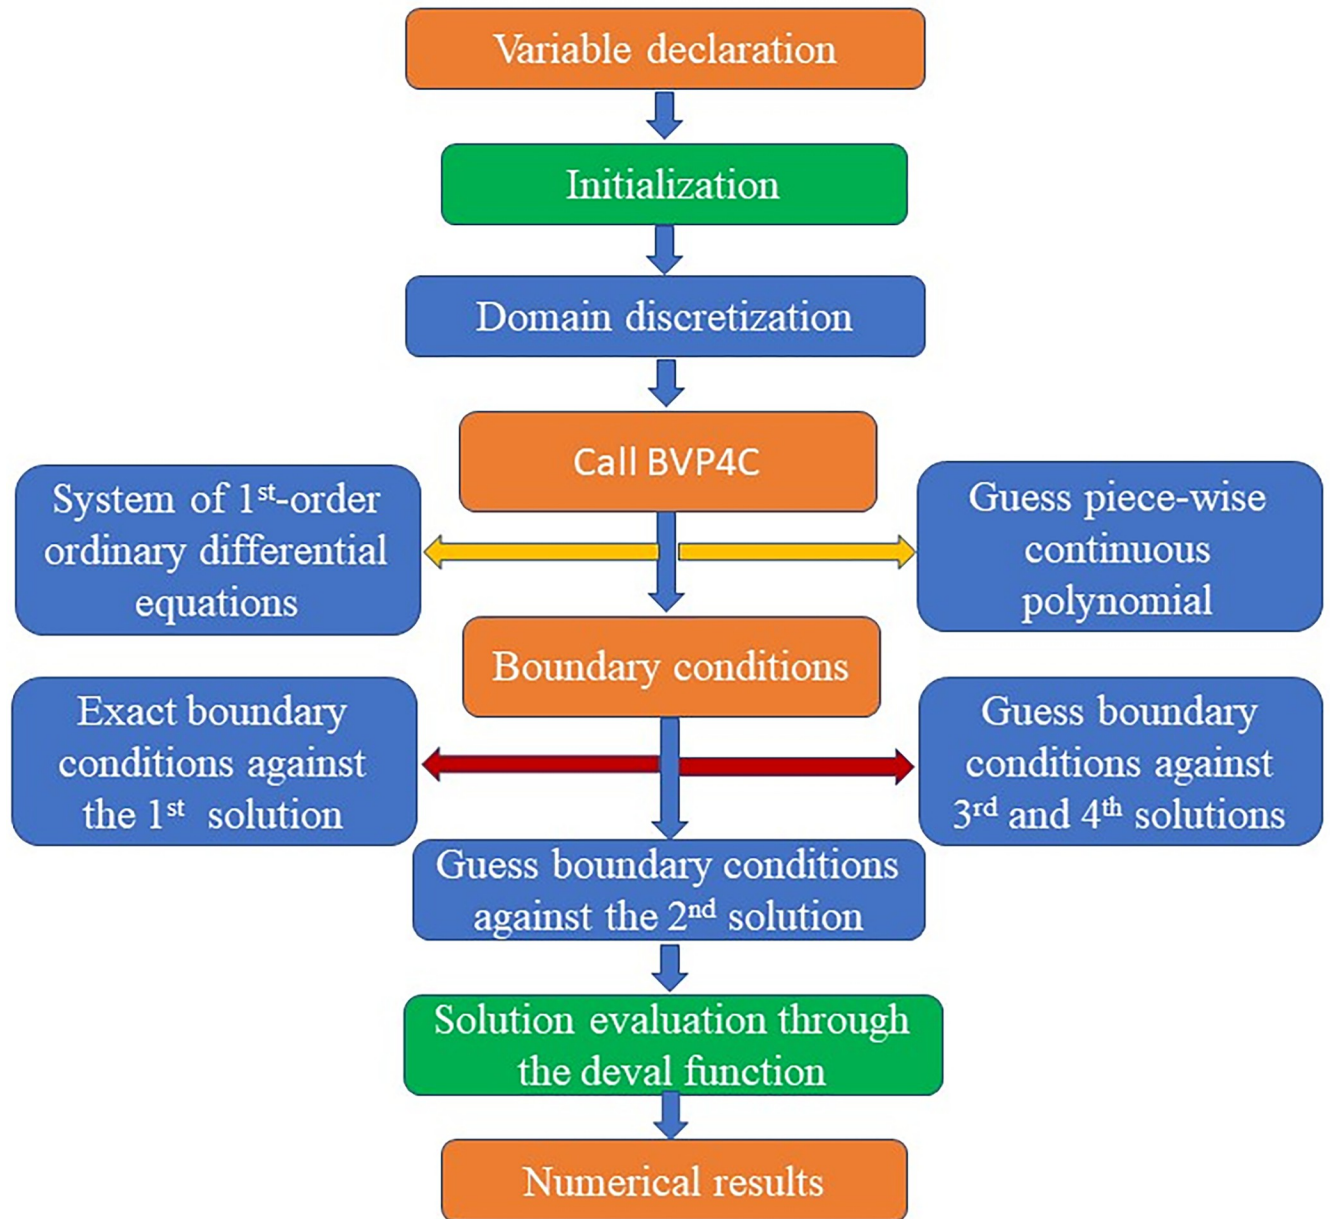 Variable declaration
Initialization
Domain discretization
Call BVP4C
System of 1st-order
ordinary differential
equations
Guess piece-wise
continuous
polynomial
Boundary conditions
Exact boundary
conditions against
the 1st solution
Guess boundary
conditions against
3rd and 4th solutions
Guess boundary conditions
against the 2nd solution
Solution evaluation through
the deval function
Numerical results